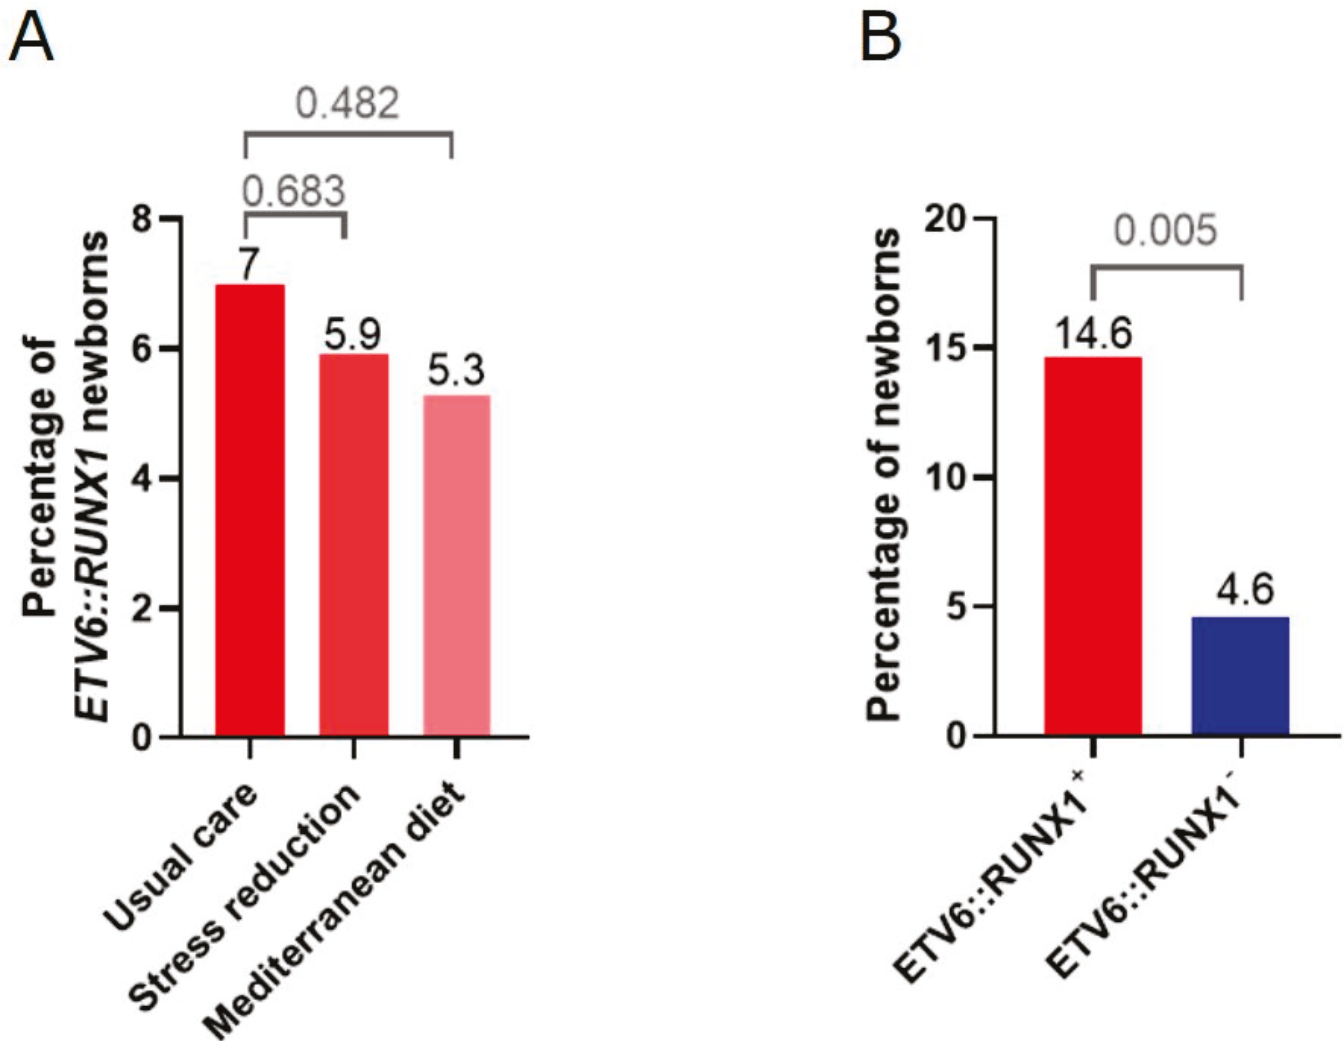 A
0.482
0.683
8
6
4
2
0
Percentage of
ETV6::RUNX1 newborns
7
5.9
5.3
Usual care
Stress reduction
Mediterranean diet
B
0.005
20
15
10
5
0
Percentage of newborns
14.6
4.6
ETV6::RUNX1⁺
ETV6::RUNX1⁻